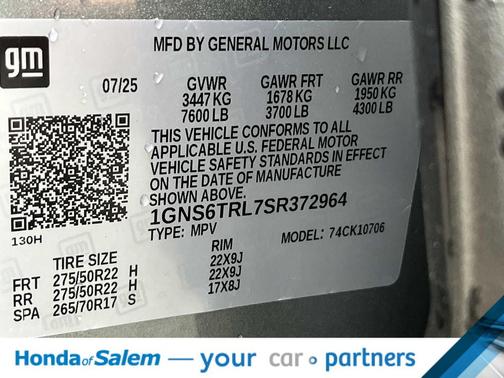 gm
MFD BY GENERAL MOTORS LLC
07/25 GVWR GAWR FRT GAWR RR
3447 KG 1678 KG 1950 KG
7600 LB 3700 LB 4300 LB
THIS VEHICLE CONFORMS TO ALL
APPLICABLE U.S. FEDERAL MOTOR
VEHICLE SAFETY STANDARDS IN EFFECT
ON THE DATE OF MANUFACTURE
SHOWN ABOVE.
1GNS6TRL7SR372964
TYPE: MPV MODEL: 74CK10706
130H
TIRE SIZE RIM
FRT 275/50R22 H 22X9J
RR 275/50R22 H 22X9J
SPA 265/70R17 S 17X8J
Honda of Salem — your car partners